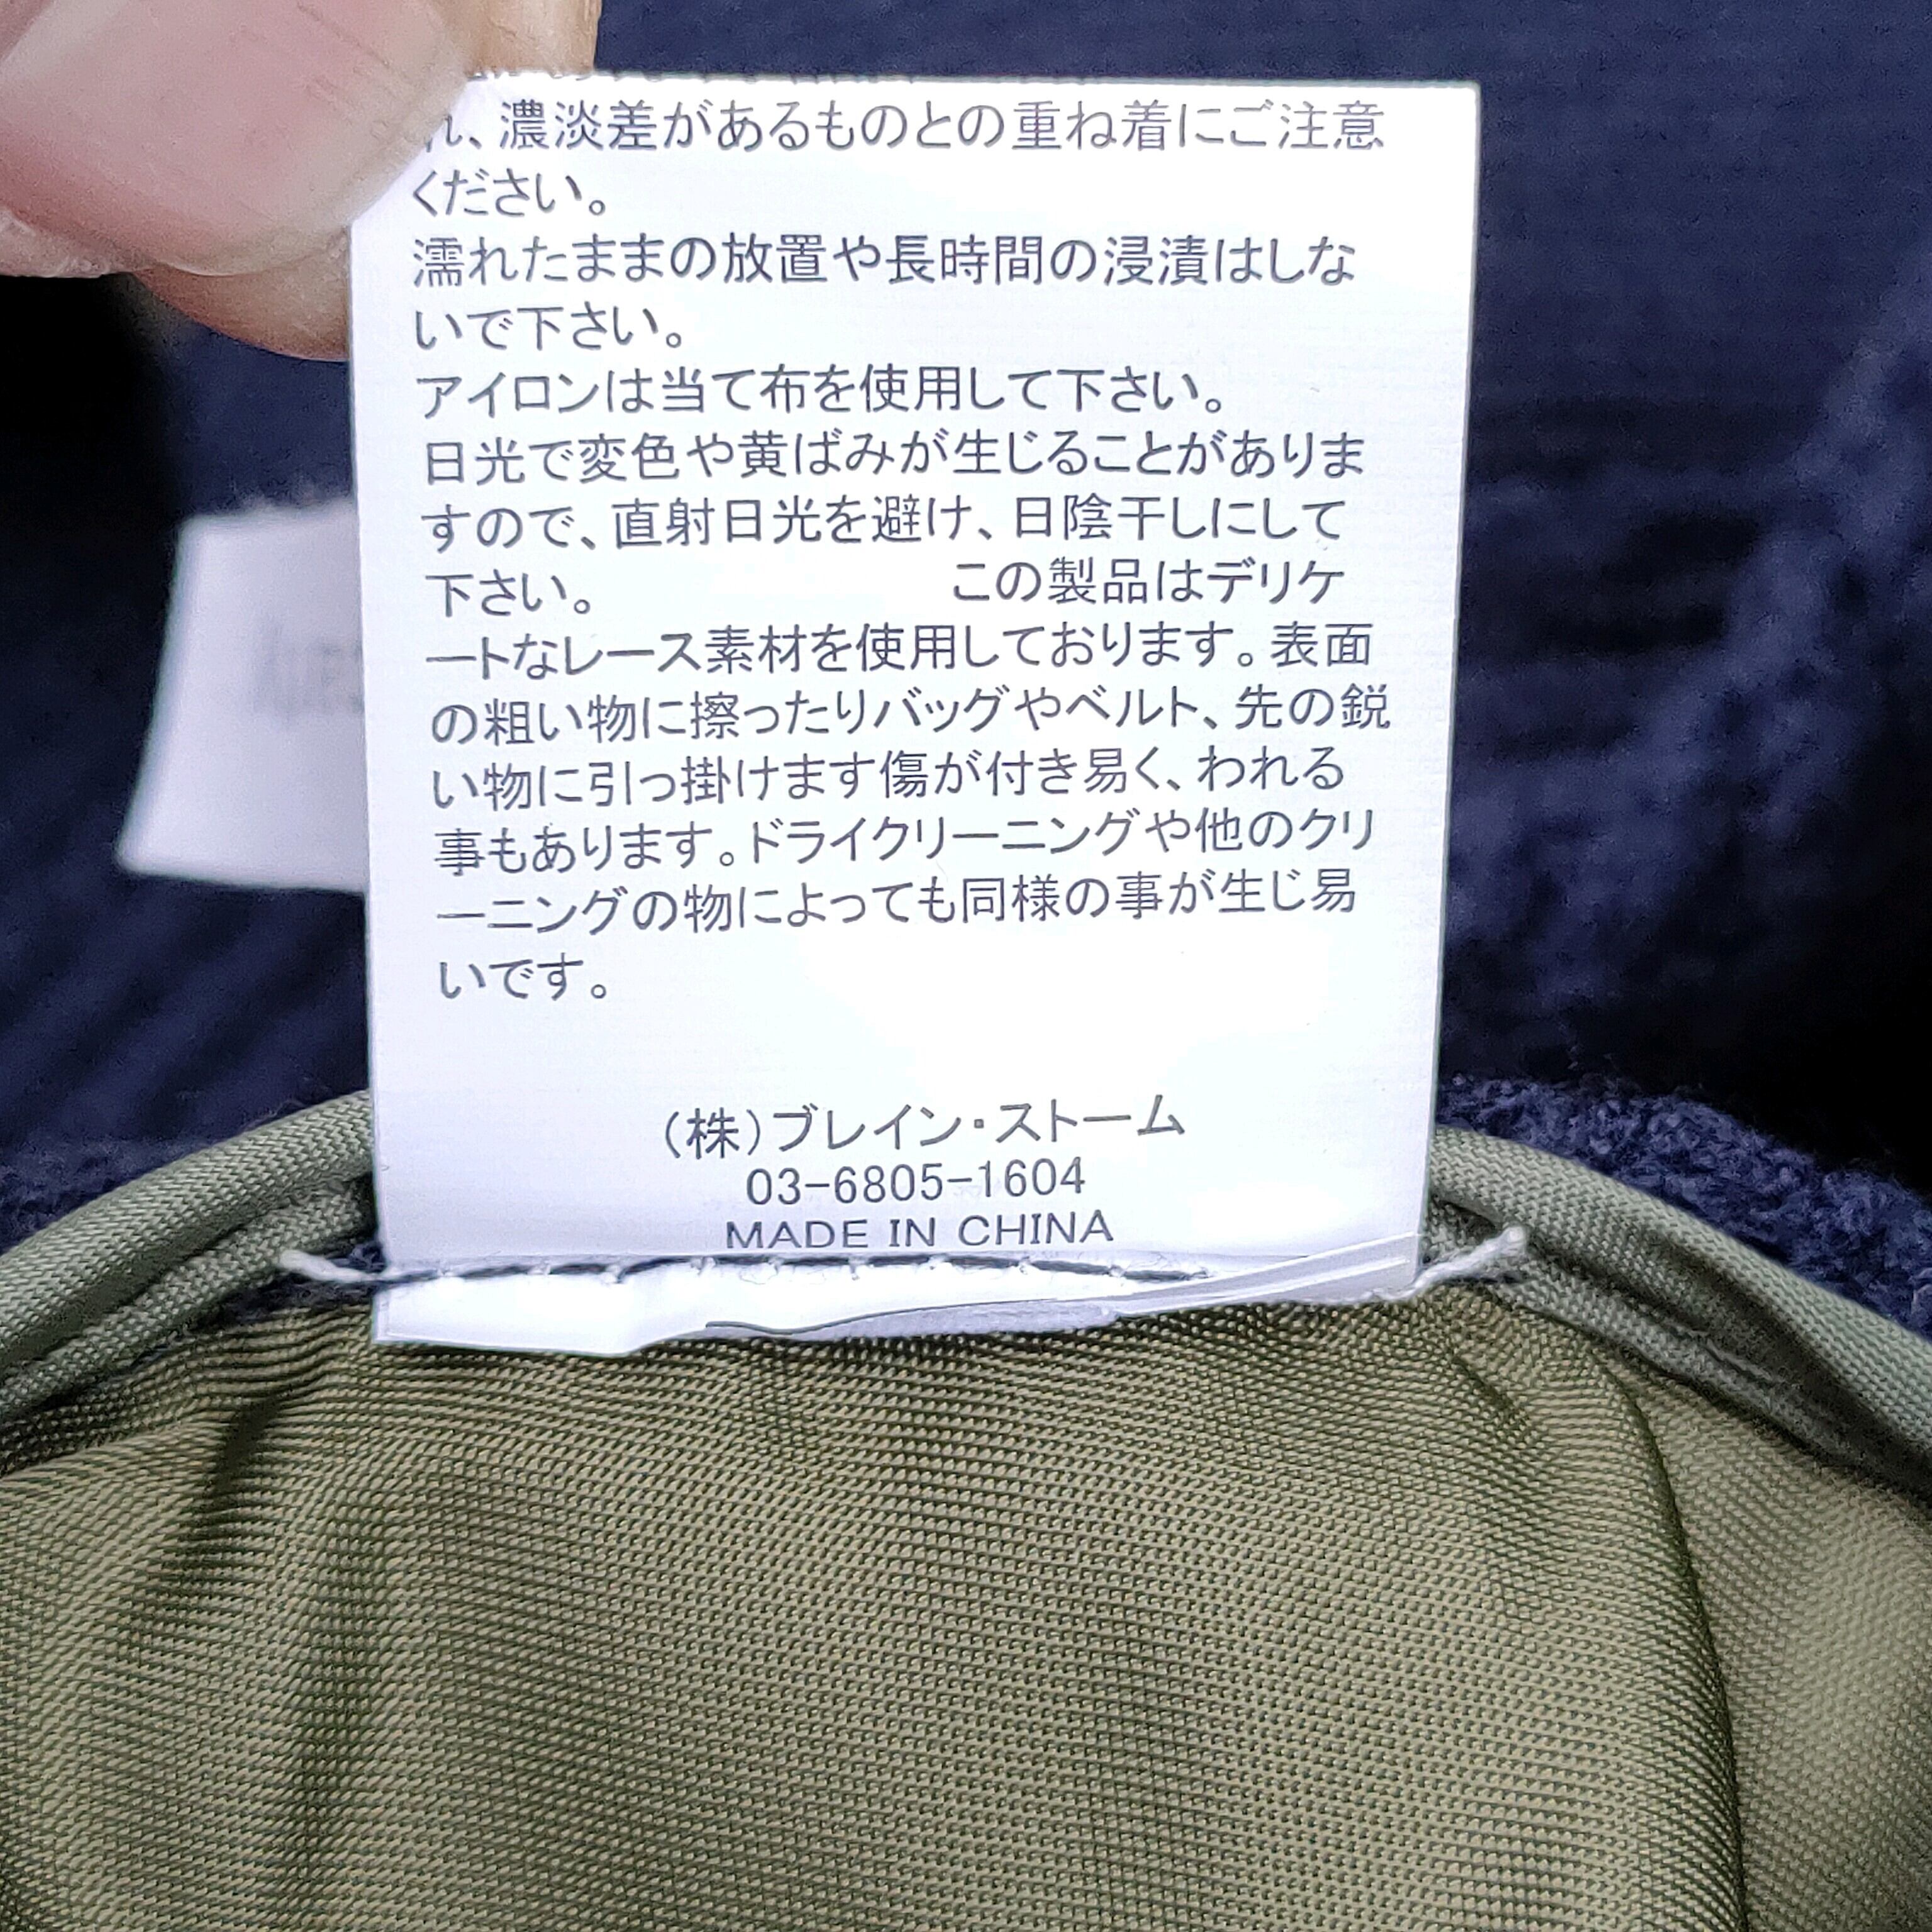 れ、濃淡差があるものとの重ね着にご注意
ください。
濡れたままの放置や長時間の浸漬はしな
いで下さい。
アイロンは当て布を使用して下さい。
日光で変色や黄ばみが生じることがありま
すので、直射日光を避け、日陰干しにして
下さい。 この製品はデリケ
ートなレース素材を使用しております。表面
の粗い物に擦ったりバッグやベルト、先の鋭
い物に引っ掛けます傷が付き易く、われる
事もあります。ドライクリーニングや他のクリ
ーニングの物によっても同様の事が生じ易
いです。
(株)ブレイン・ストーム
03-6805-1604
MADE IN CHINA